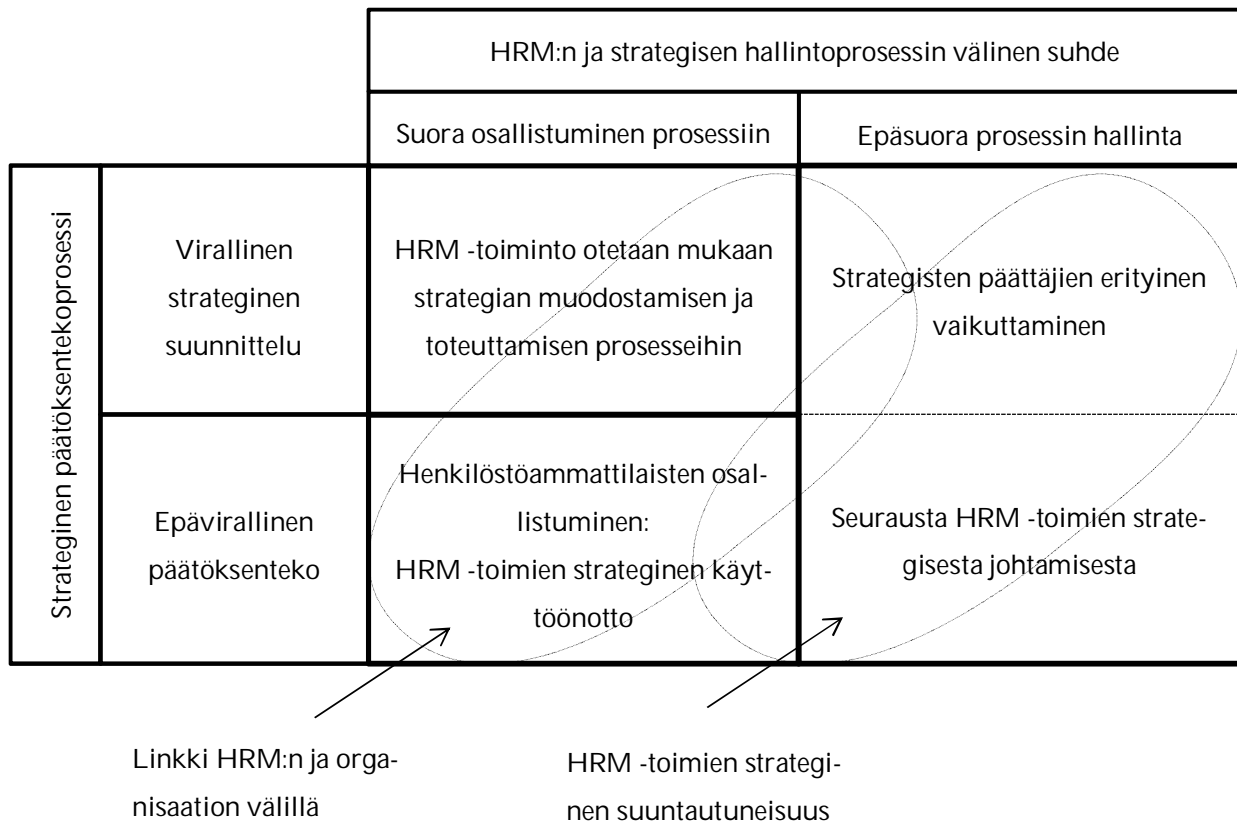 HRM:n ja strategisen hallintoprosessin välinen suhde
Suora osallistuminen prosessiin
Epäsuora prosessin hallinta
Strateginen päätöksentekoprosessi
Virallinen
strateginen
suunnittelu
HRM -toiminto otetaan mukaan
strategian muodostamisen ja
toteuttamisen prosesseihin
Strategisten päättäjien erityinen
vaikuttaminen
Epävirallinen
päätöksenteko
Henkilöstöammattilaisten osal-
listuminen:
HRM -toimien strateginen käyt-
töönotto
Seurausta HRM -toimien strate-
gisesta johtamisesta
Linkki HRM:n ja orga-
nisaation välillä
HRM -toimien strategi-
nen suuntautuneisuus